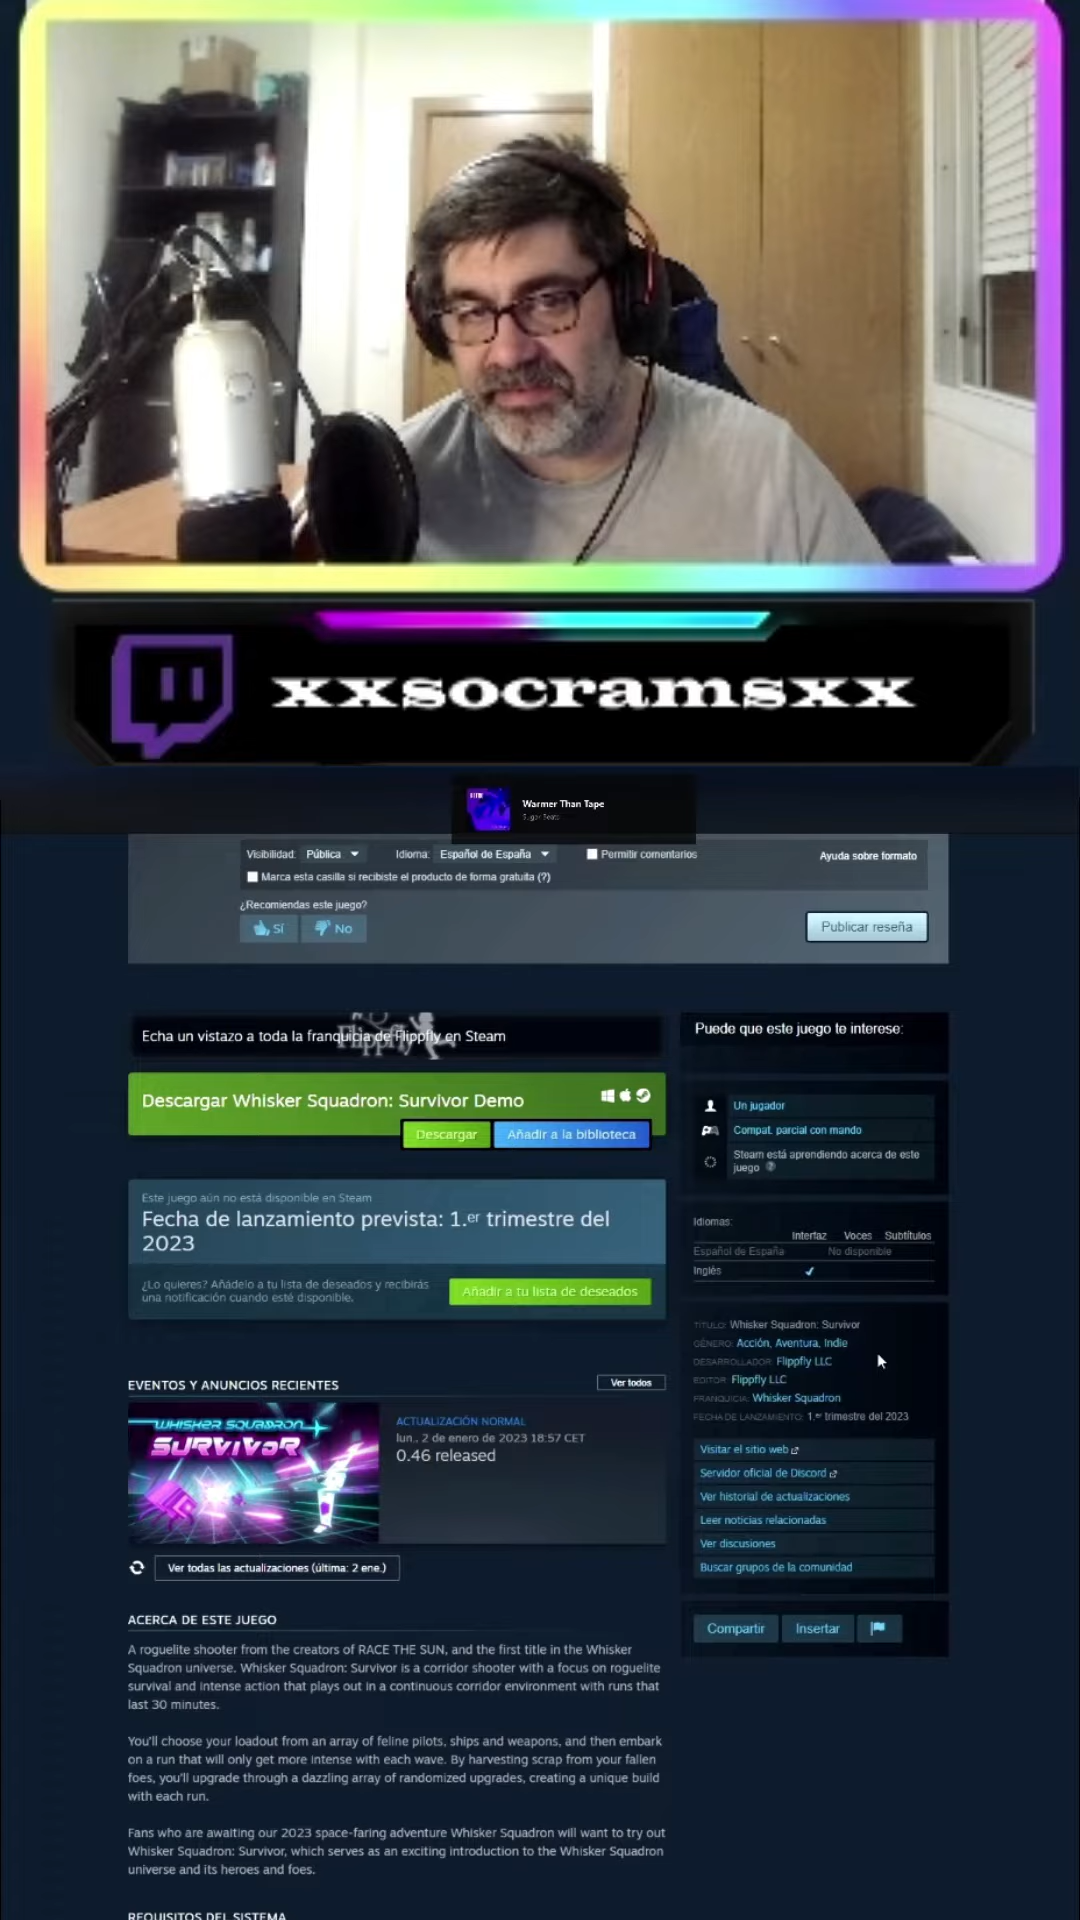 xxsocramsxx
Warmer Than Tape
Sugar Beats
Visibilidad: Pública Idioma: Español de España Permitir comentarios Ayuda sobre formato
Marca esta casilla si recibiste el producto de forma gratuita (?)
¿Recomiendas este juego?
Sí No Publicar reseña
Echa un vistazo a toda la franquicia de Flippfly en Steam
Flippfly
Descargar Whisker Squadron: Survivor Demo
Descargar Añadir a la biblioteca
Este juego aún no está disponible en Steam
Fecha de lanzamiento prevista: 1.er trimestre del
2023
¿Lo quieres? Añádelo a tu lista de deseados y recibirás
una notificación cuando esté disponible.
Añadir a tu lista de deseados
EVENTOS Y ANUNCIOS RECIENTES Ver todos
WHISKER SQUADRON
SURVIVOR
ACTUALIZACIÓN NORMAL
lun., 2 de enero de 2023 18:57 CET
0.46 released
Ver todas las actualizaciones (última: 2 ene.)
ACERCA DE ESTE JUEGO
A roguelite shooter from the creators of RACE THE SUN, and the first title in the Whisker
Squadron universe. Whisker Squadron: Survivor is a corridor shooter with a focus on roguelite
survival and intense action that plays out in a continuous corridor environment with runs that
last 30 minutes.
You'll choose your loadout from an array of feline pilots, ships and weapons, and then embark
on a run that will only get more intense with each wave. By harvesting scrap from your fallen
foes, you'll upgrade through a dazzling array of randomized upgrades, creating a unique build
with each run.
Fans who are awaiting our 2023 space-faring adventure Whisker Squadron will want to try out
Whisker Squadron: Survivor, which serves as an exciting introduction to the Whisker Squadron
universe and its heroes and foes.
REQUISITOS DEL SISTEMA
Puede que este juego te interese:
Un jugador
Compat. parcial con mando
Steam está aprendiendo acerca de este
juego
Idiomas:
Interfaz Voces Subtítulos
Español de España No disponible
Inglés ✔
TÍTULO: Whisker Squadron: Survivor
GÉNERO: Acción, Aventura, Indie
DESARROLLADOR: Flippfly LLC
EDITOR: Flippfly LLC
FRANQUICIA: Whisker Squadron
FECHA DE LANZAMIENTO: 1.er trimestre del 2023
Visitar el sitio web
Servidor oficial de Discord
Ver historial de actualizaciones
Leer noticias relacionadas
Ver discusiones
Buscar grupos de la comunidad
Compartir Insertar